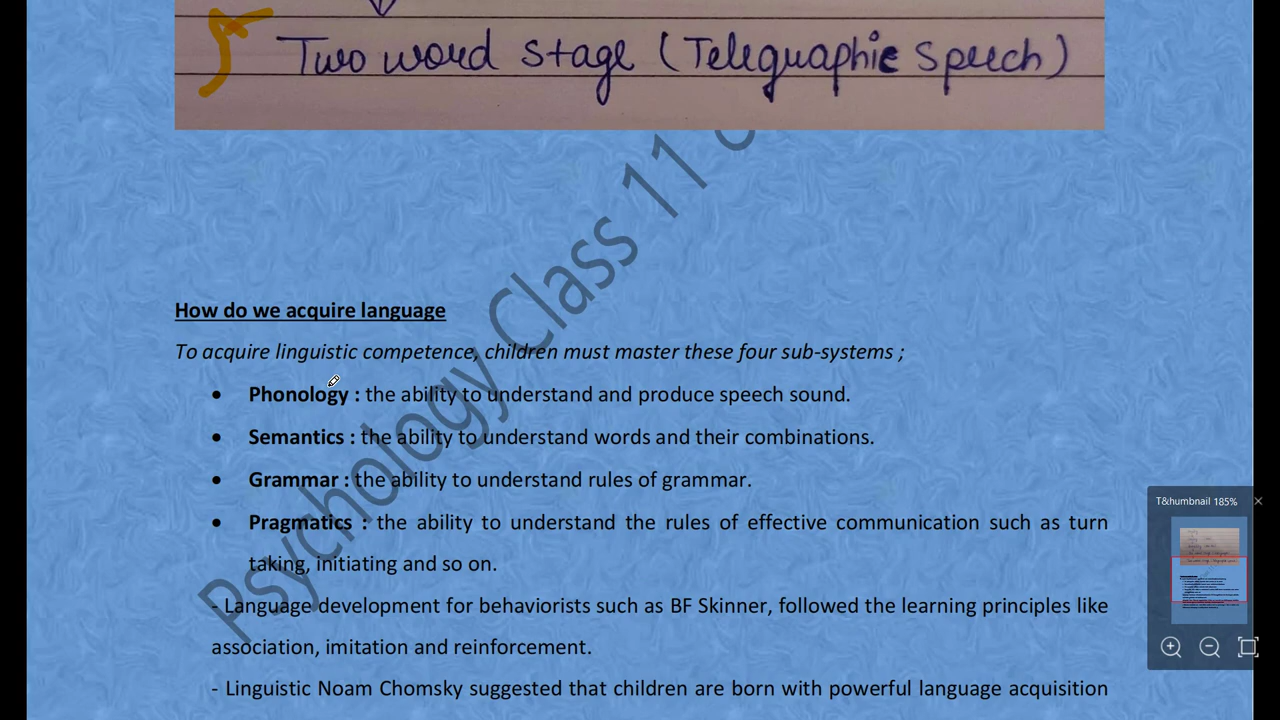 Two word stage (Telegraphic Speech)
Psychology Class 11
How do we acquire language
To acquire linguistic competence, children must master these four sub-systems ;
• Phonology : the ability to understand and produce speech sound.
• Semantics : the ability to understand words and their combinations.
• Grammar : the ability to understand rules of grammar.
• Pragmatics : the ability to understand the rules of effective communication such as turn
taking, initiating and so on.
- Language development for behaviorists such as BF Skinner, followed the learning principles like
association, imitation and reinforcement.
- Linguistic Noam Chomsky suggested that children are born with powerful language acquisition
T&humbnail 185%